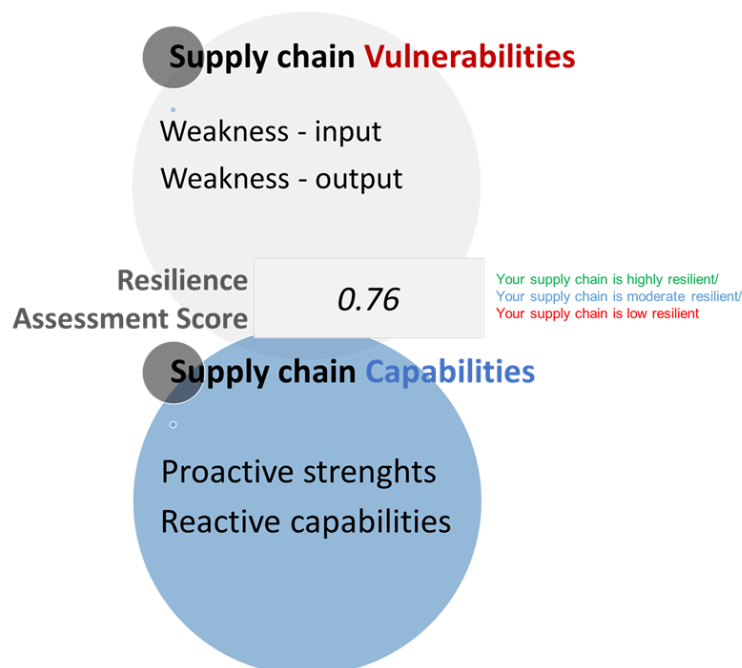 Supply chain Vulnerabilities
Weakness - input
Weakness - output
Resilience
Assessment Score
0.76
Your supply chain is highly resilient/
Your supply chain is moderate resilient/
Your supply chain is low resilient
Supply chain Capabilities
Proactive strenghts
Reactive capabilities